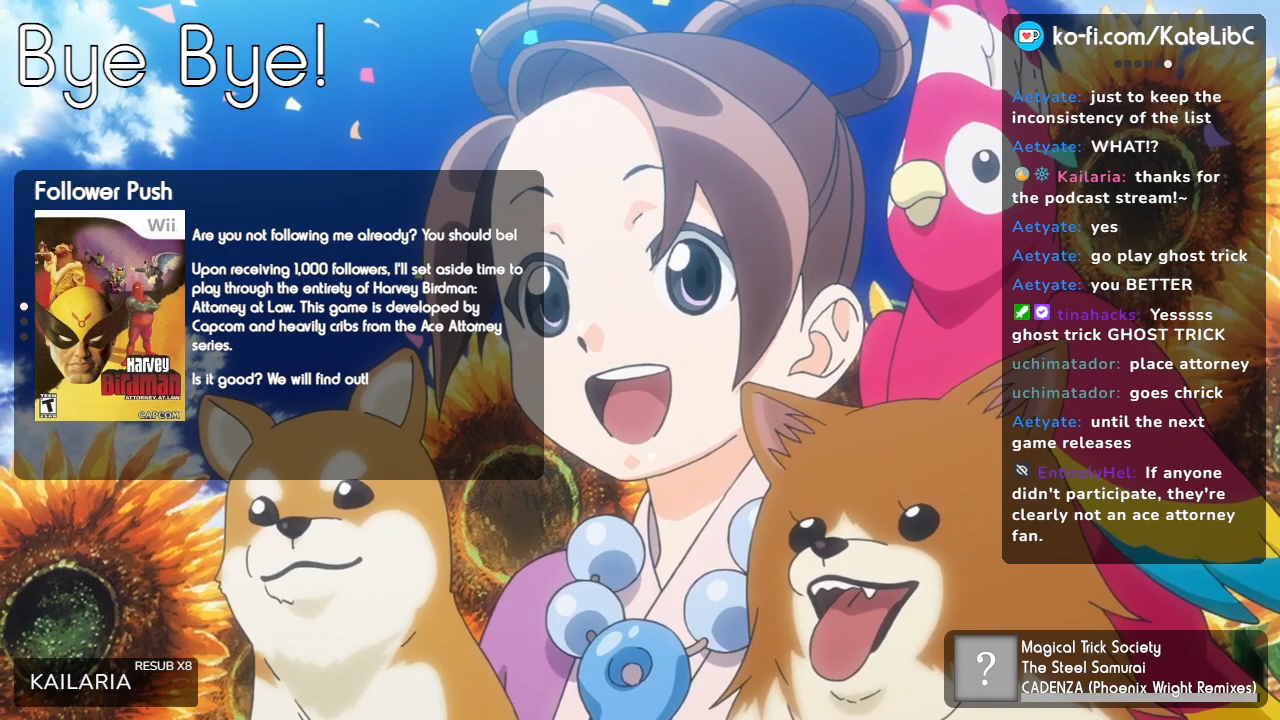 Bye Bye!
Follower Push
Wii
Harvey
Birdman
ATTORNEY AT LAW
TEEN
T
CAPCOM
Are you not following me already? You should be!
Upon receiving 1,000 followers, I'll set aside time to
play through the entirety of Harvey Birdman:
Attorney at Law. This game is developed by
Capcom and heavily cribs from the Ace Attorney
series.
Is it good? We will find out!
ko-fi.com/KateLibC
Aetyate: just to keep the
inconsistency of the list
Aetyate: WHAT!?
Kailaria: thanks for
the podcast stream!~
Aetyate: yes
Aetyate: go play ghost trick
Aetyate: you BETTER
tinahacks: Yesssss
ghost trick GHOST TRICK
uchimatador: place attorney
uchimatador: goes chrick
Aetyate: until the next
game releases
EntirelyHel: If anyone
didn't participate, they're
clearly not an ace attorney
fan.
RESUB X8
KAILARIA
?
Magical Trick Society
The Steel Samurai
CADENZA (Phoenix Wright Remixes)